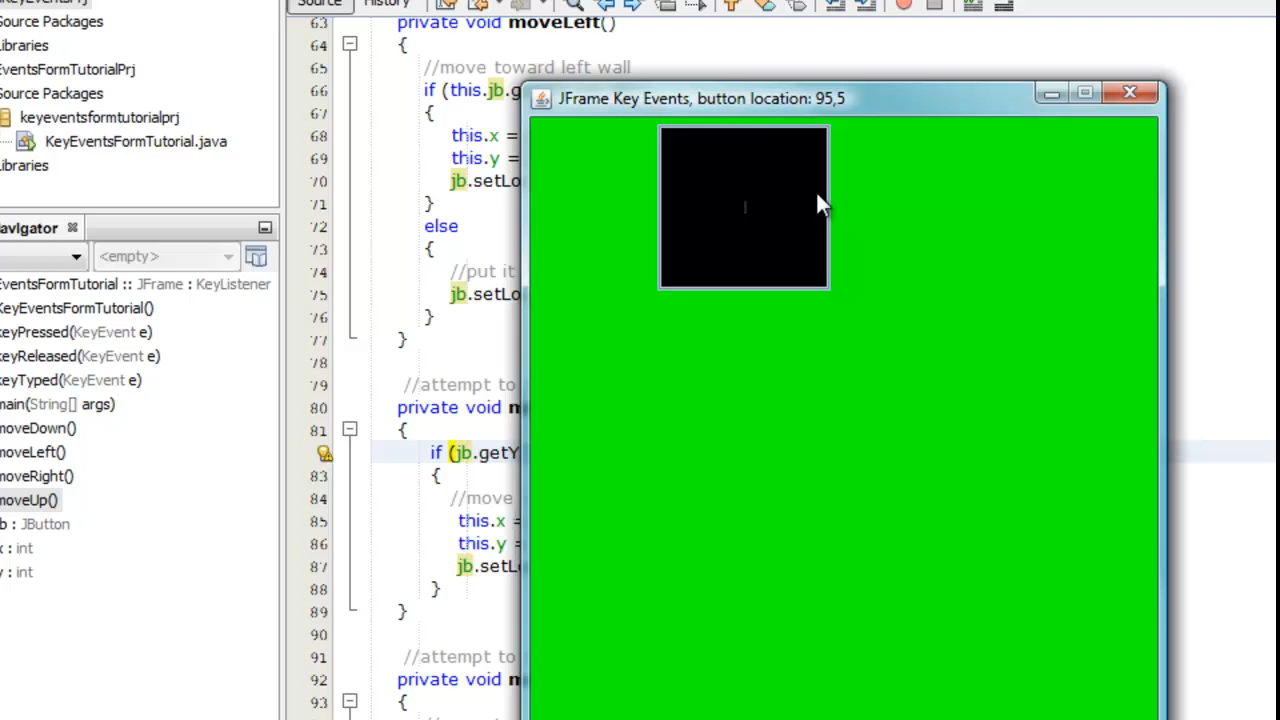 KeyEventsPrj
Source Packages
Libraries
EventsFormTutorialPrj
Source Packages
keyeventsformtutorialprj
KeyEventsFormTutorial.java
Libraries
Navigator
<empty>
EventsFormTutorial :: JFrame : KeyListener
KeyEventsFormTutorial()
keyPressed(KeyEvent e)
keyReleased(KeyEvent e)
keyTyped(KeyEvent e)
main(String[] args)
moveDown()
moveLeft()
moveRight()
moveUp()
jb : JButton
x : int
y : int
Source History
63 private void moveLeft()
64 {
65 //move toward left wall
66 if (this.jb.g
67 {
68 this.x =
69 this.y =
70 jb.setLo
71 }
72 else
73 {
74 //put it
75 jb.setLo
76 }
77 }
78
79 //attempt to
80 private void m
81 {
if (jb.getY
83 {
84 //move
85 this.x =
86 this.y =
87 jb.setLo
88 }
89 }
90
91 //attempt to
92 private void m
93 {
JFrame Key Events, button location: 95,5